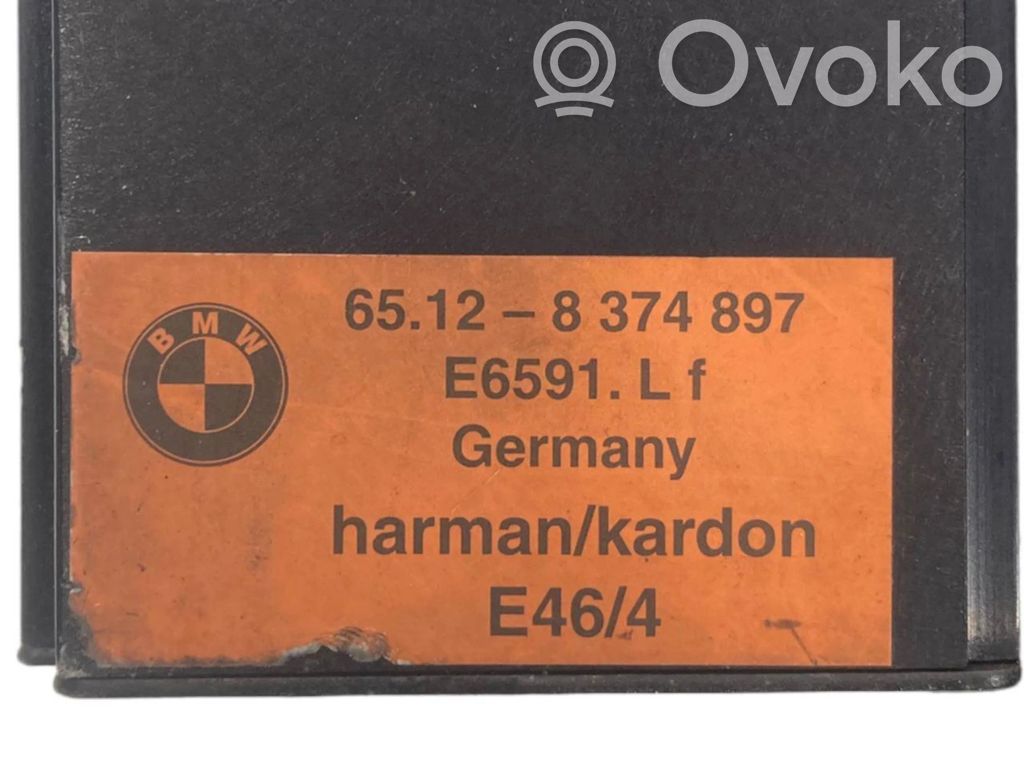 Ovoko
BMW
65.12 – 8 374 897
E6591. L f
Germany
harman/kardon
E46/4